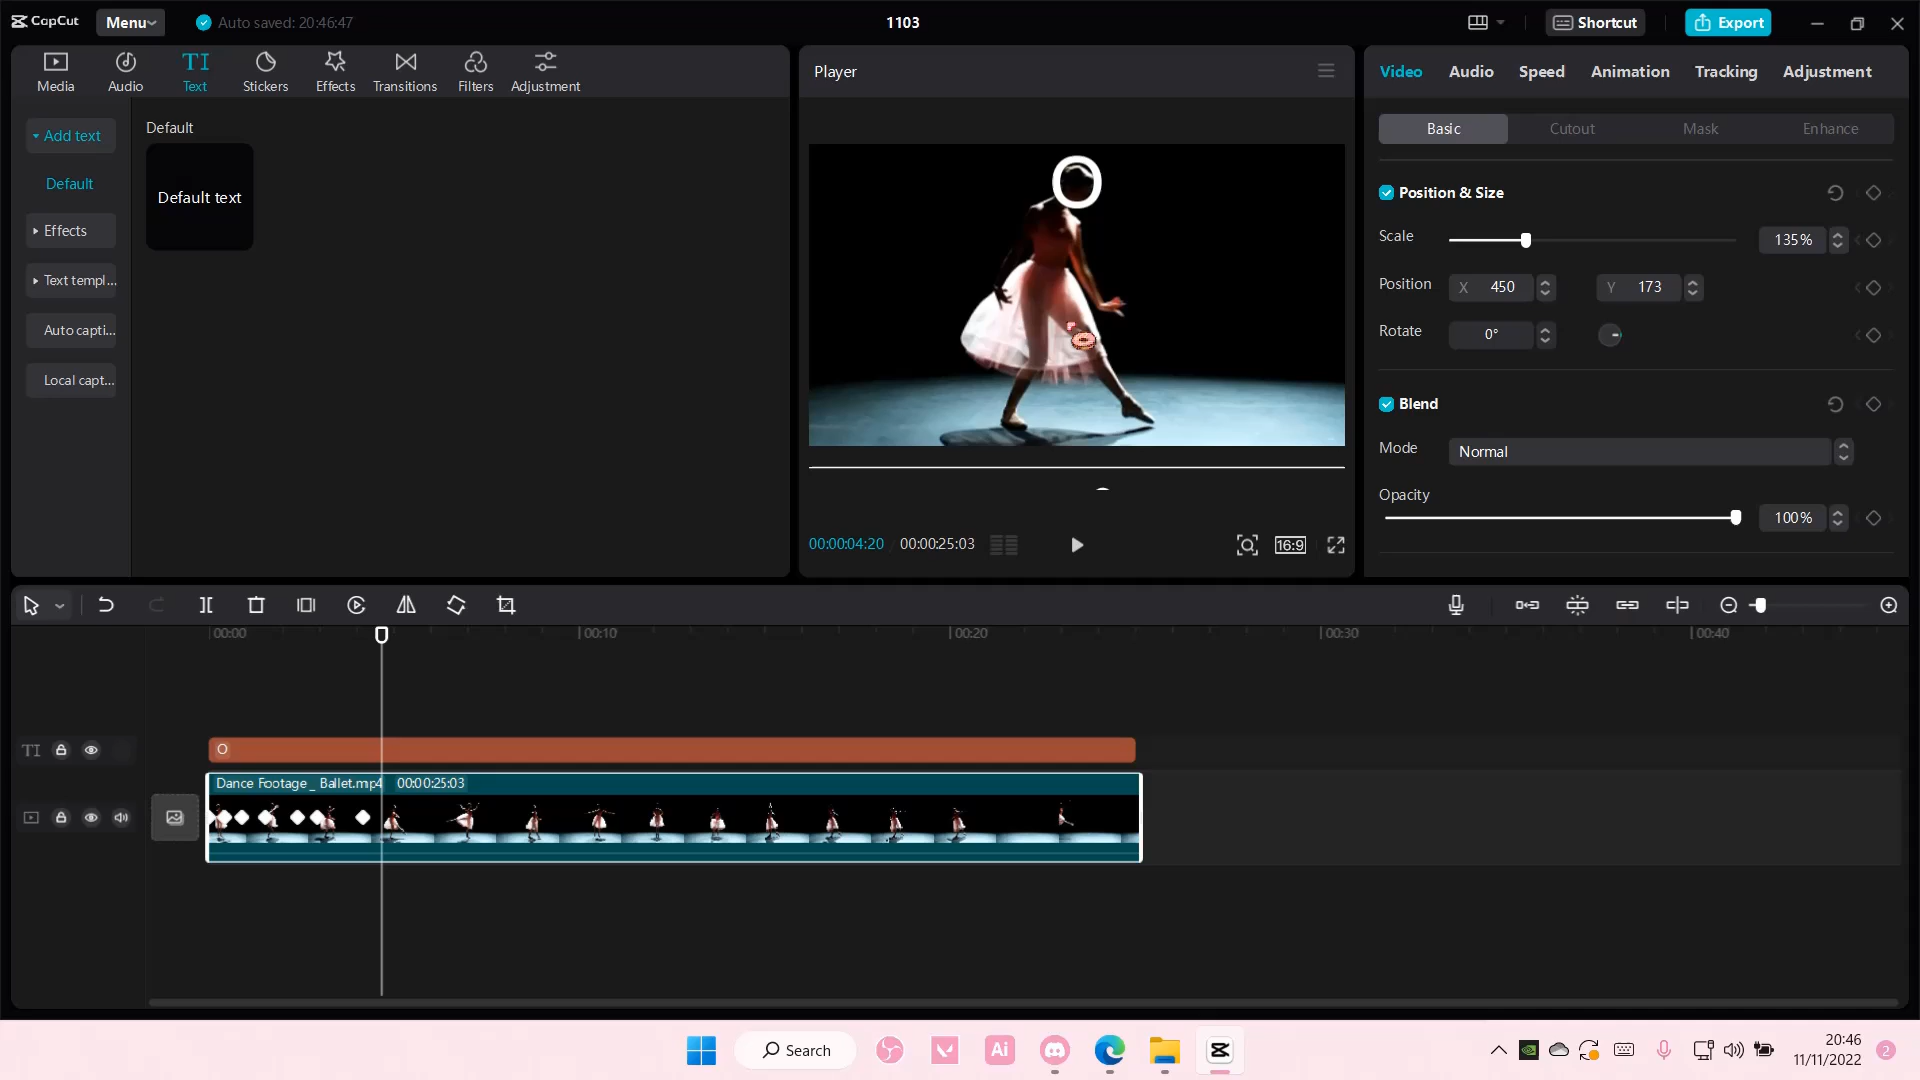 CapCut
Menu
Auto saved: 20:46:47
1103
Shortcut
Export
Media
Audio
TI
Text
Stickers
Effects
Transitions
Filters
Adjustment
Add text
Default
Effects
Text templ...
Auto capti...
Local capt...
Default
Default text
Player
O
00:00:04:20
00:00:25:03
16:9
Video
Audio
Speed
Animation
Tracking
Adjustment
Basic
Cutout
Mask
Enhance
Position & Size
Scale
135%
Position
X 450
Y 173
Rotate
0°
Blend
Mode
Normal
Opacity
100%
00:00
00:10
00:20
00:30
00:40
TI
O
Dance Footage _ Ballet.mp4 00:00:25:03
Search
Ai
20:46
11/11/2022
2